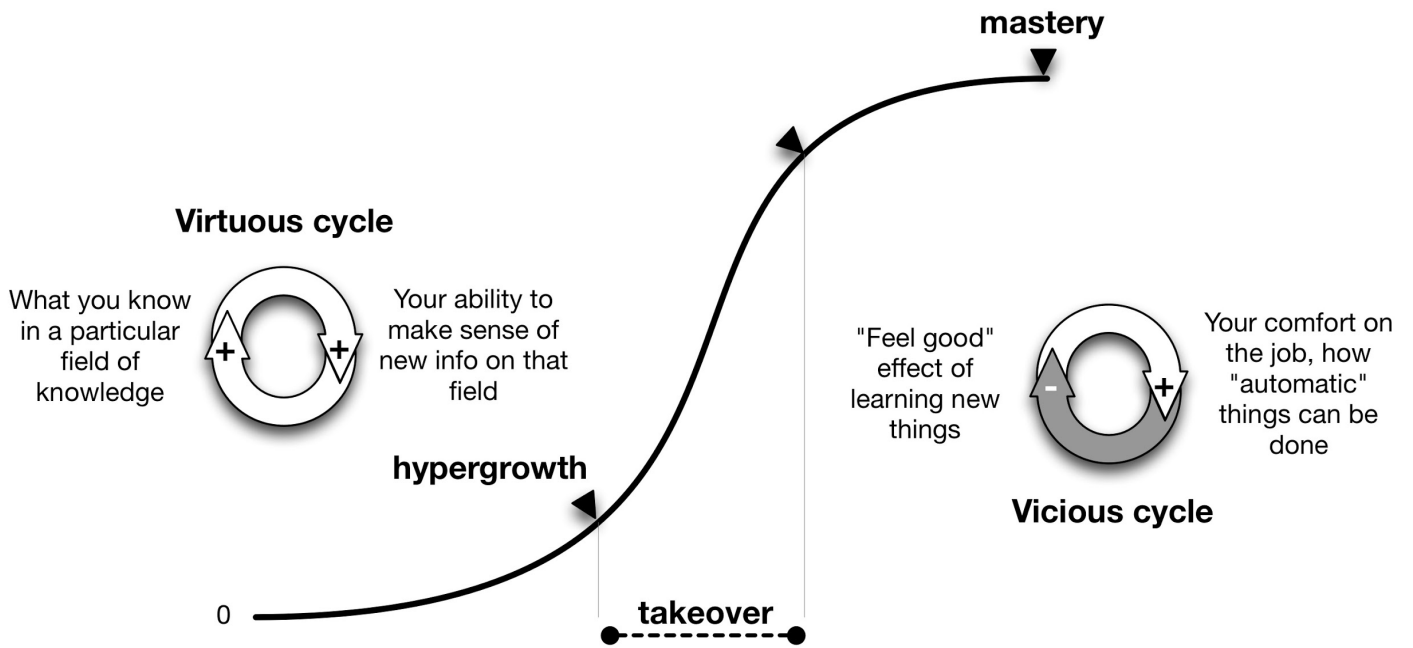 mastery
Virtuous cycle
What you know
in a particular
field of
knowledge
+
+
Your ability to
make sense of
new info on that
field
"Feel good"
effect of
learning new
things
-
+
Your comfort on
the job, how
"automatic"
things can be
done
Vicious cycle
hypergrowth
0
takeover